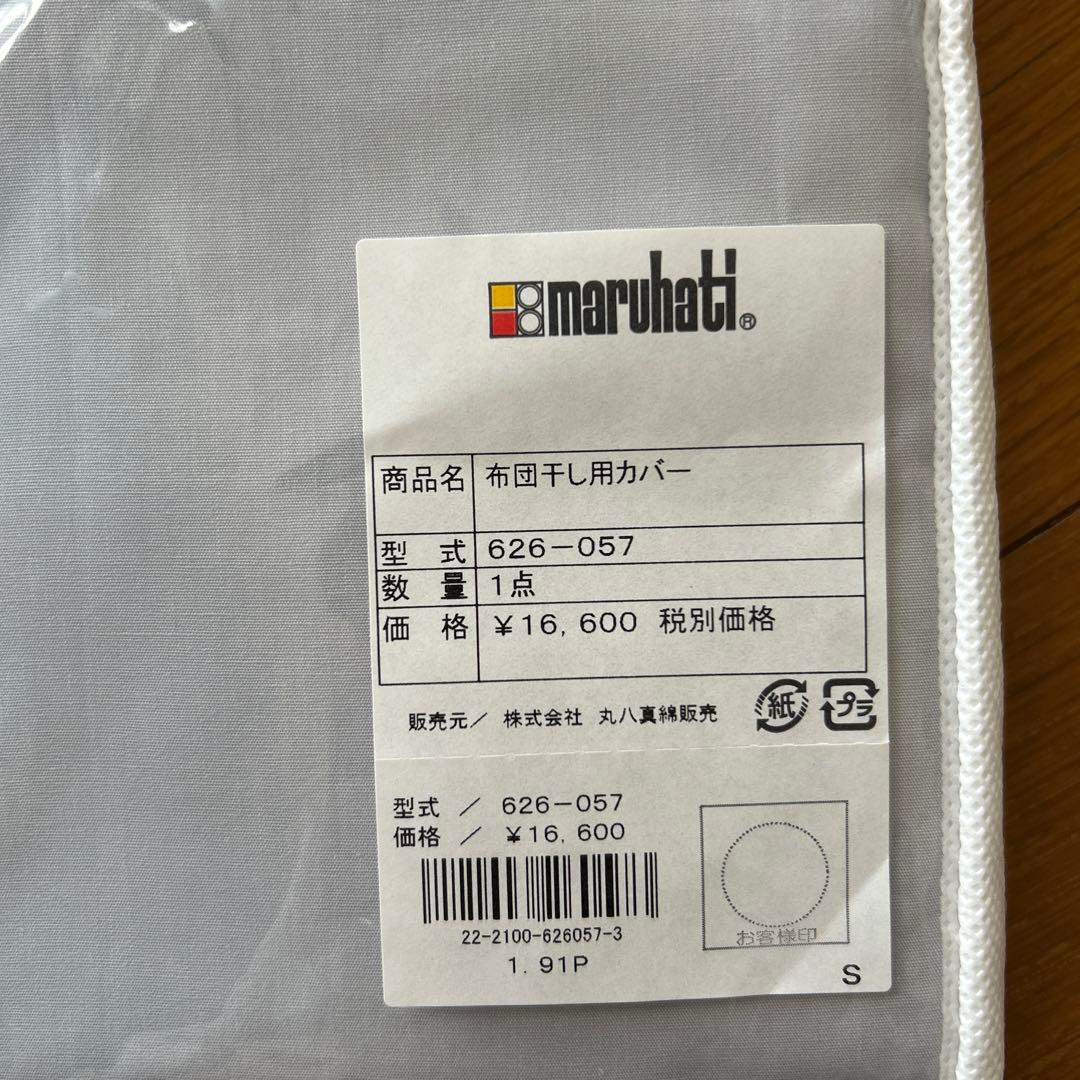 maruhati®
商品名 布団干し用カバー
型 式 626-057
数 量 1点
価 格 ¥16,600 税別価格
販売元/ 株式会社 丸八真綿販売
紙 プラ
型式 / 626-057
価格 / ¥16,600
22-2100-626057-3
1.91P
お客様印
S